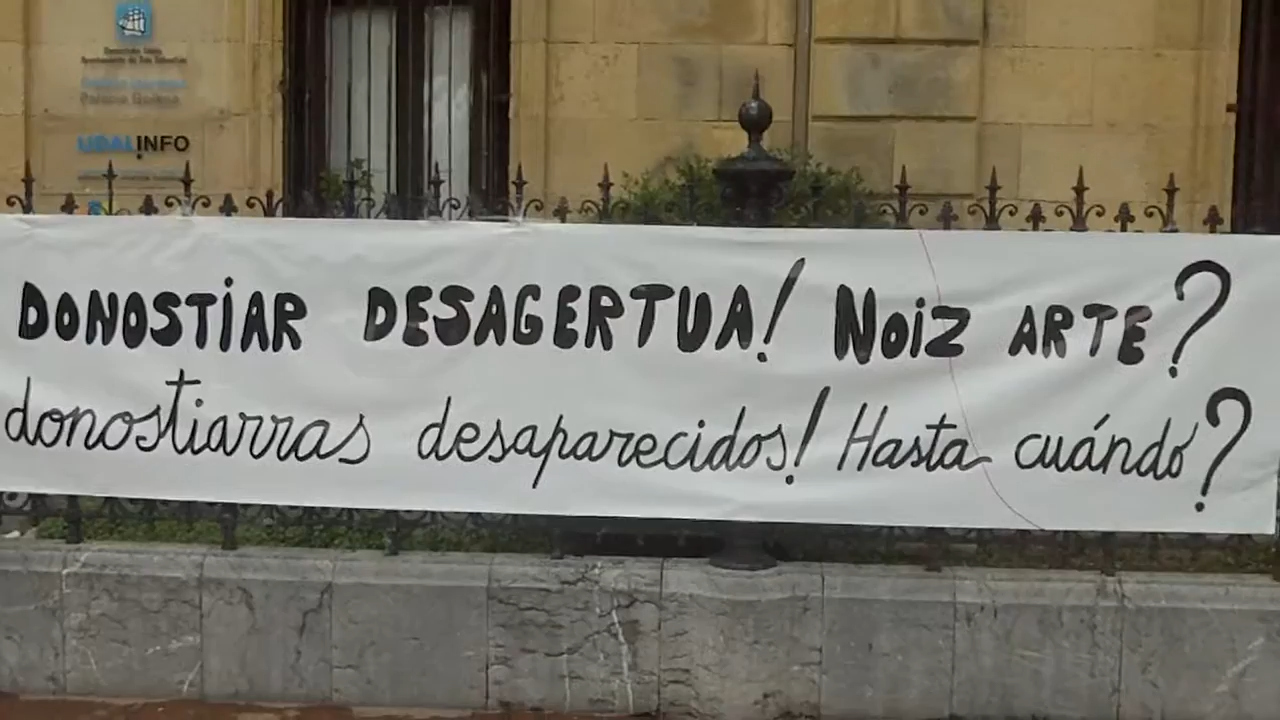 UDALINFO
DONOSTIAR DESAGERTUA! NOIZ ARTE?
donostiarras desaparecidos! Hasta cuándo?